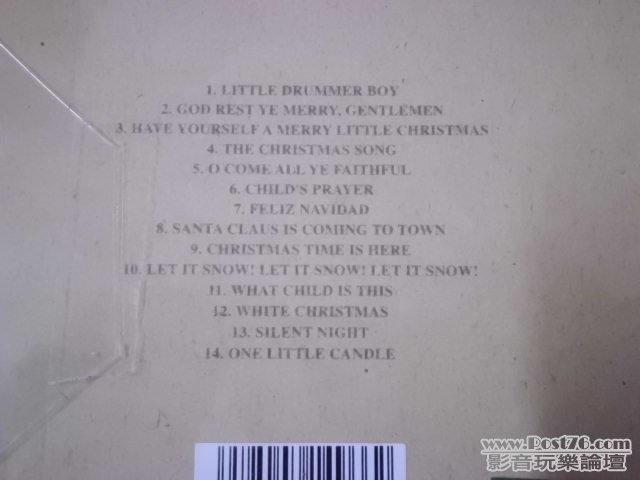 1. LITTLE DRUMMER BOY
2. GOD REST YE MERRY, GENTLEMEN
3. HAVE YOURSELF A MERRY LITTLE CHRISTMAS
4. THE CHRISTMAS SONG
5. O COME ALL YE FAITHFUL
6. CHILD'S PRAYER
7. FELIZ NAVIDAD
8. SANTA CLAUS IS COMING TO TOWN
9. CHRISTMAS TIME IS HERE
10. LET IT SNOW! LET IT SNOW! LET IT SNOW!
11. WHAT CHILD IS THIS
12. WHITE CHRISTMAS
13. SILENT NIGHT
14. ONE LITTLE CANDLE
www.Post76.com
影音玩樂論壇